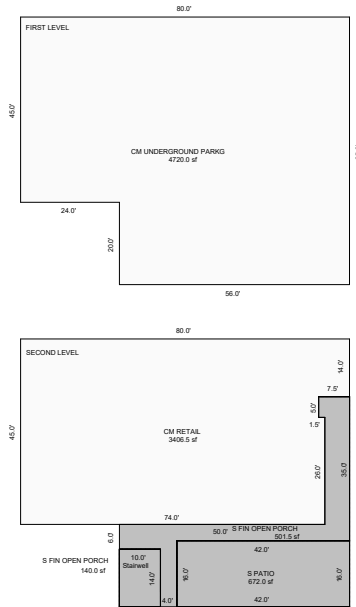 80.0'
FIRST LEVEL
45.0'
CM UNDERGROUND PARKG
4720.0 sf
24.0'
20.0'
56.0'
80.0'
SECOND LEVEL
14.0'
7.5'
5.0'
45.0'
CM RETAIL
3406.5 sf
1.5'
26.0'
35.0'
74.0'
6.0'
50.0'
S FIN OPEN PORCH
501.5 sf
S FIN OPEN PORCH
140.0 sf
10.0'
Stairwell
14.0'
4.0'
16.0'
42.0'
S PATIO
672.0 sf
16.0'
42.0'